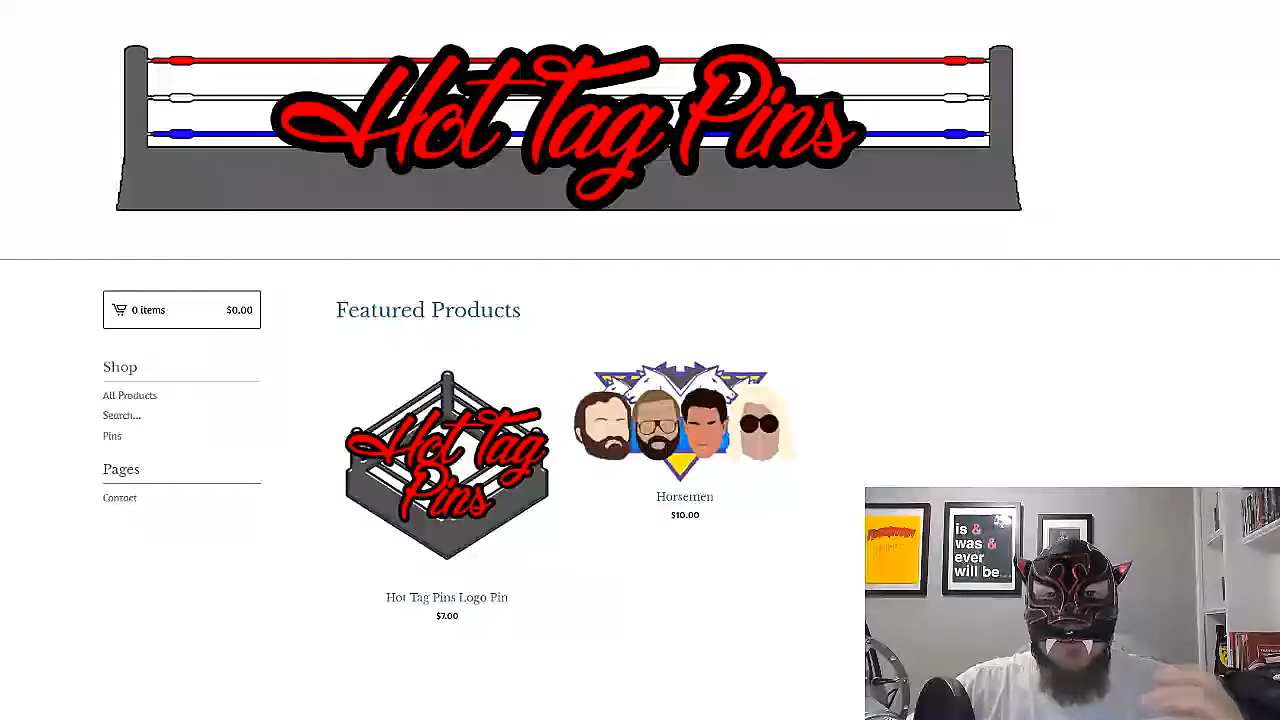 Hot Tag Pins
0 items $0.00
Featured Products
Shop
All Products
Search...
Pins
Pages
Contact
Hot Tag
Pins
Hot Tag Pins Logo Pin
$7.00
Horsemen
$10.00
is &
was &
ever
will be